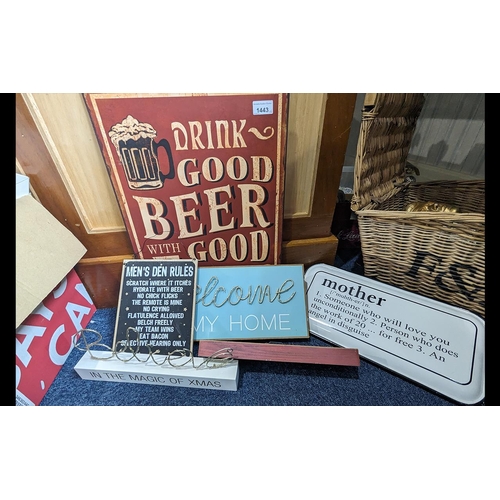 1443
DRINK
GOOD
BEER
WITH
GOOD
MEN'S DEN RULES
SCRATCH WHERE IT ITCHES
HYDRATE WITH BEER
NO CHICK FLICKS
THE REMOTE IS MINE
NO CRYING
FLATULENCE ALLOWED
BELCH FREELY
MY TEAM WINS
EAT BACON
SELECTIVE-HEARING ONLY
welcome
MY HOME
mother
1. Someone who will love you
unconditionally 2. Person who does
the work of 20 for free 3. An
angel in disguise
IN THE MAGIC OF XMAS